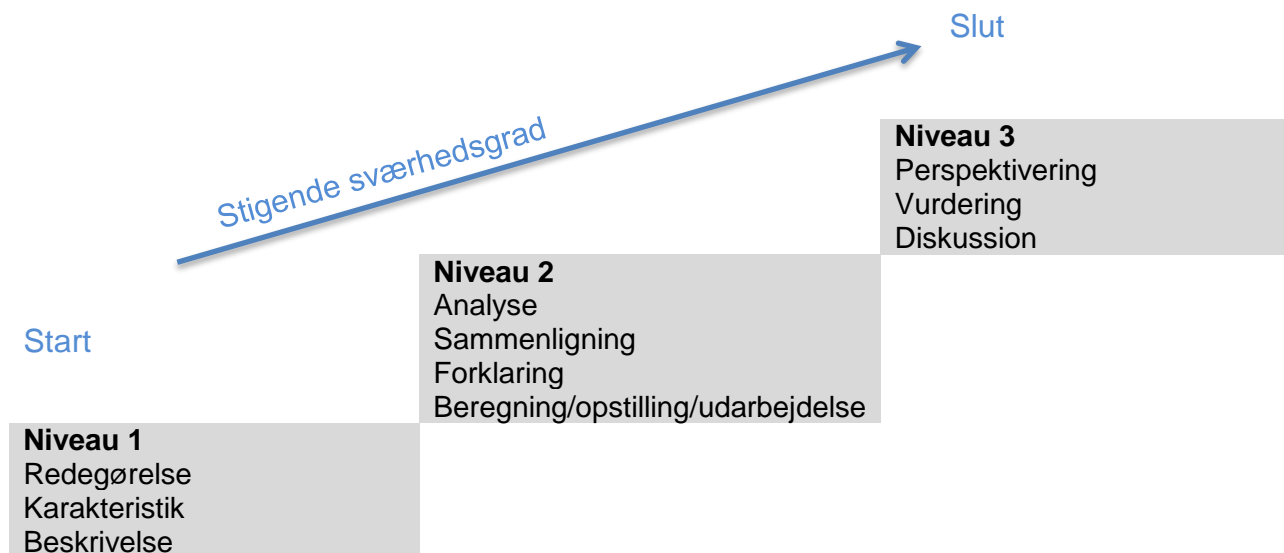 Slut
Stigende sværhedsgrad
Niveau 3
Perspektivering
Vurdering
Diskussion
Niveau 2
Analyse
Sammenligning
Forklaring
Beregning/opstilling/udarbejdelse
Start
Niveau 1
Redegørelse
Karakteristik
Beskrivelse